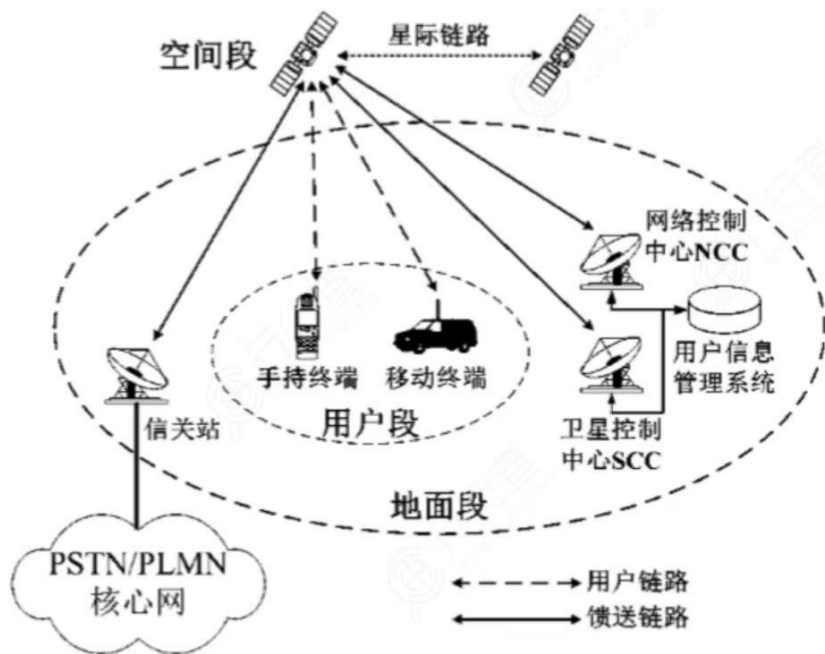 空间段
星际链路
网络控制
中心NCC
用户信息
管理系统
手持终端
移动终端
用户段
信关站
卫星控制
中心SCC
地面段
PSTN/PLMN
核心网
用户链路
馈送链路